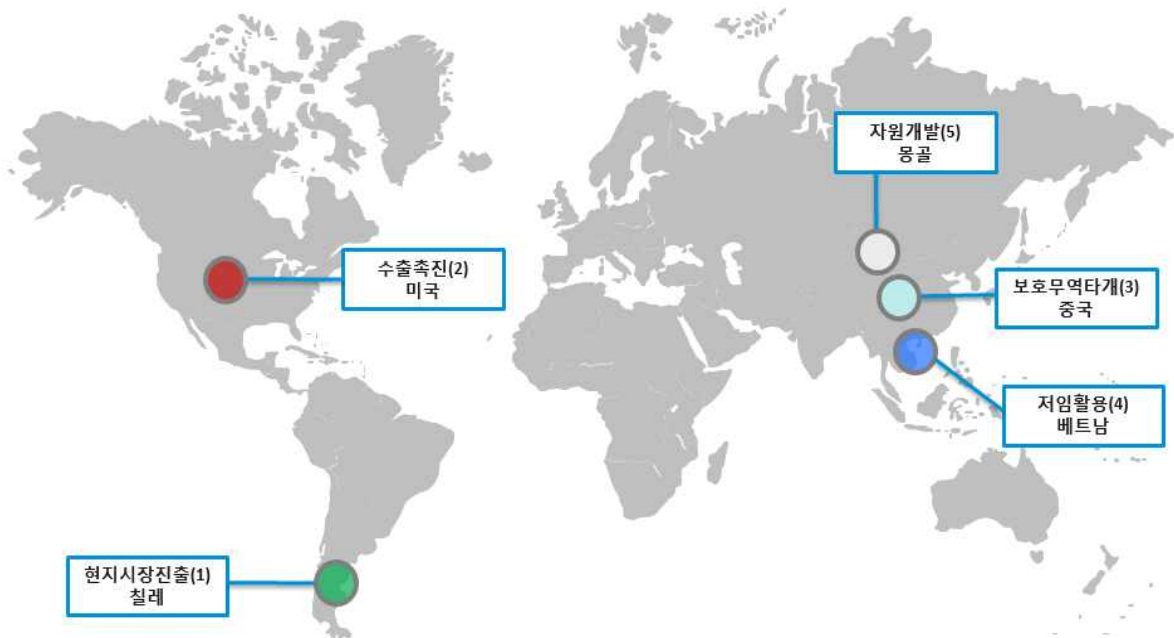 자원개발(5)
몽골
수출촉진(2)
미국
보호무역타개(3)
중국
저임활용(4)
베트남
현지시장진출(1)
칠레